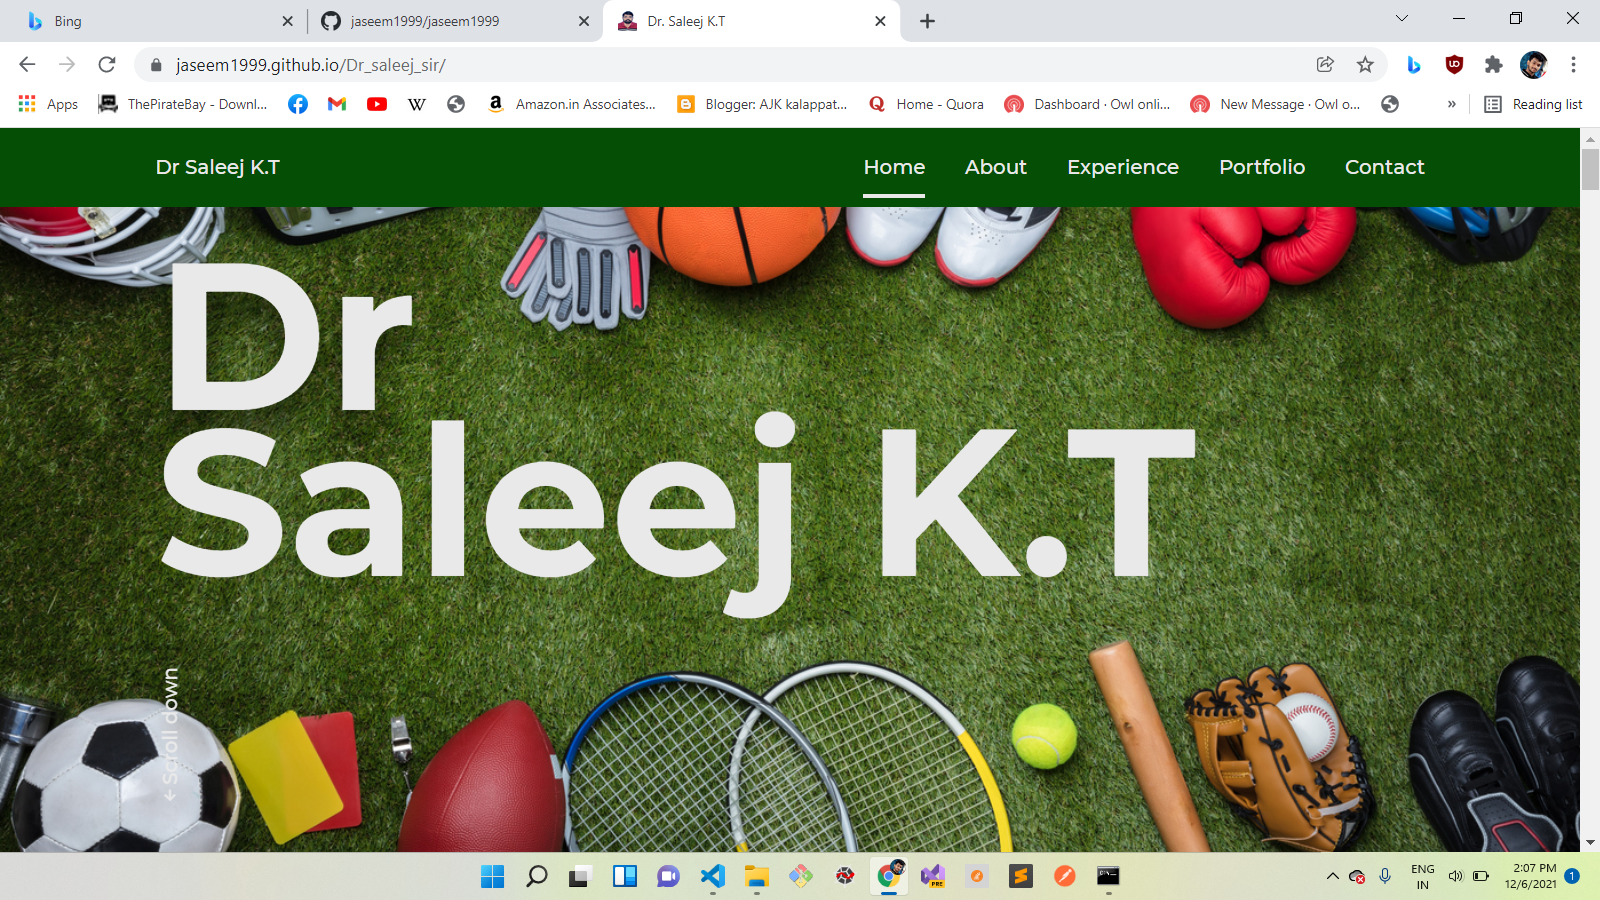 Bing
jaseem1999/jaseem1999
Dr. Saleej K.T
jaseem1999.github.io/Dr_saleej_sir/
Apps
ThePirateBay - Downl...
W
a
Amazon.in Associates...
Blogger: AJK kalappat...
Home - Quora
Dashboard · Owl onli...
New Message · Owl o...
»
Reading list
Dr Saleej K.T
Home
About
Experience
Portfolio
Contact
Dr
Saleej K.T
← Scroll down
PRE
ENG
IN
2:07 PM
12/6/2021
1